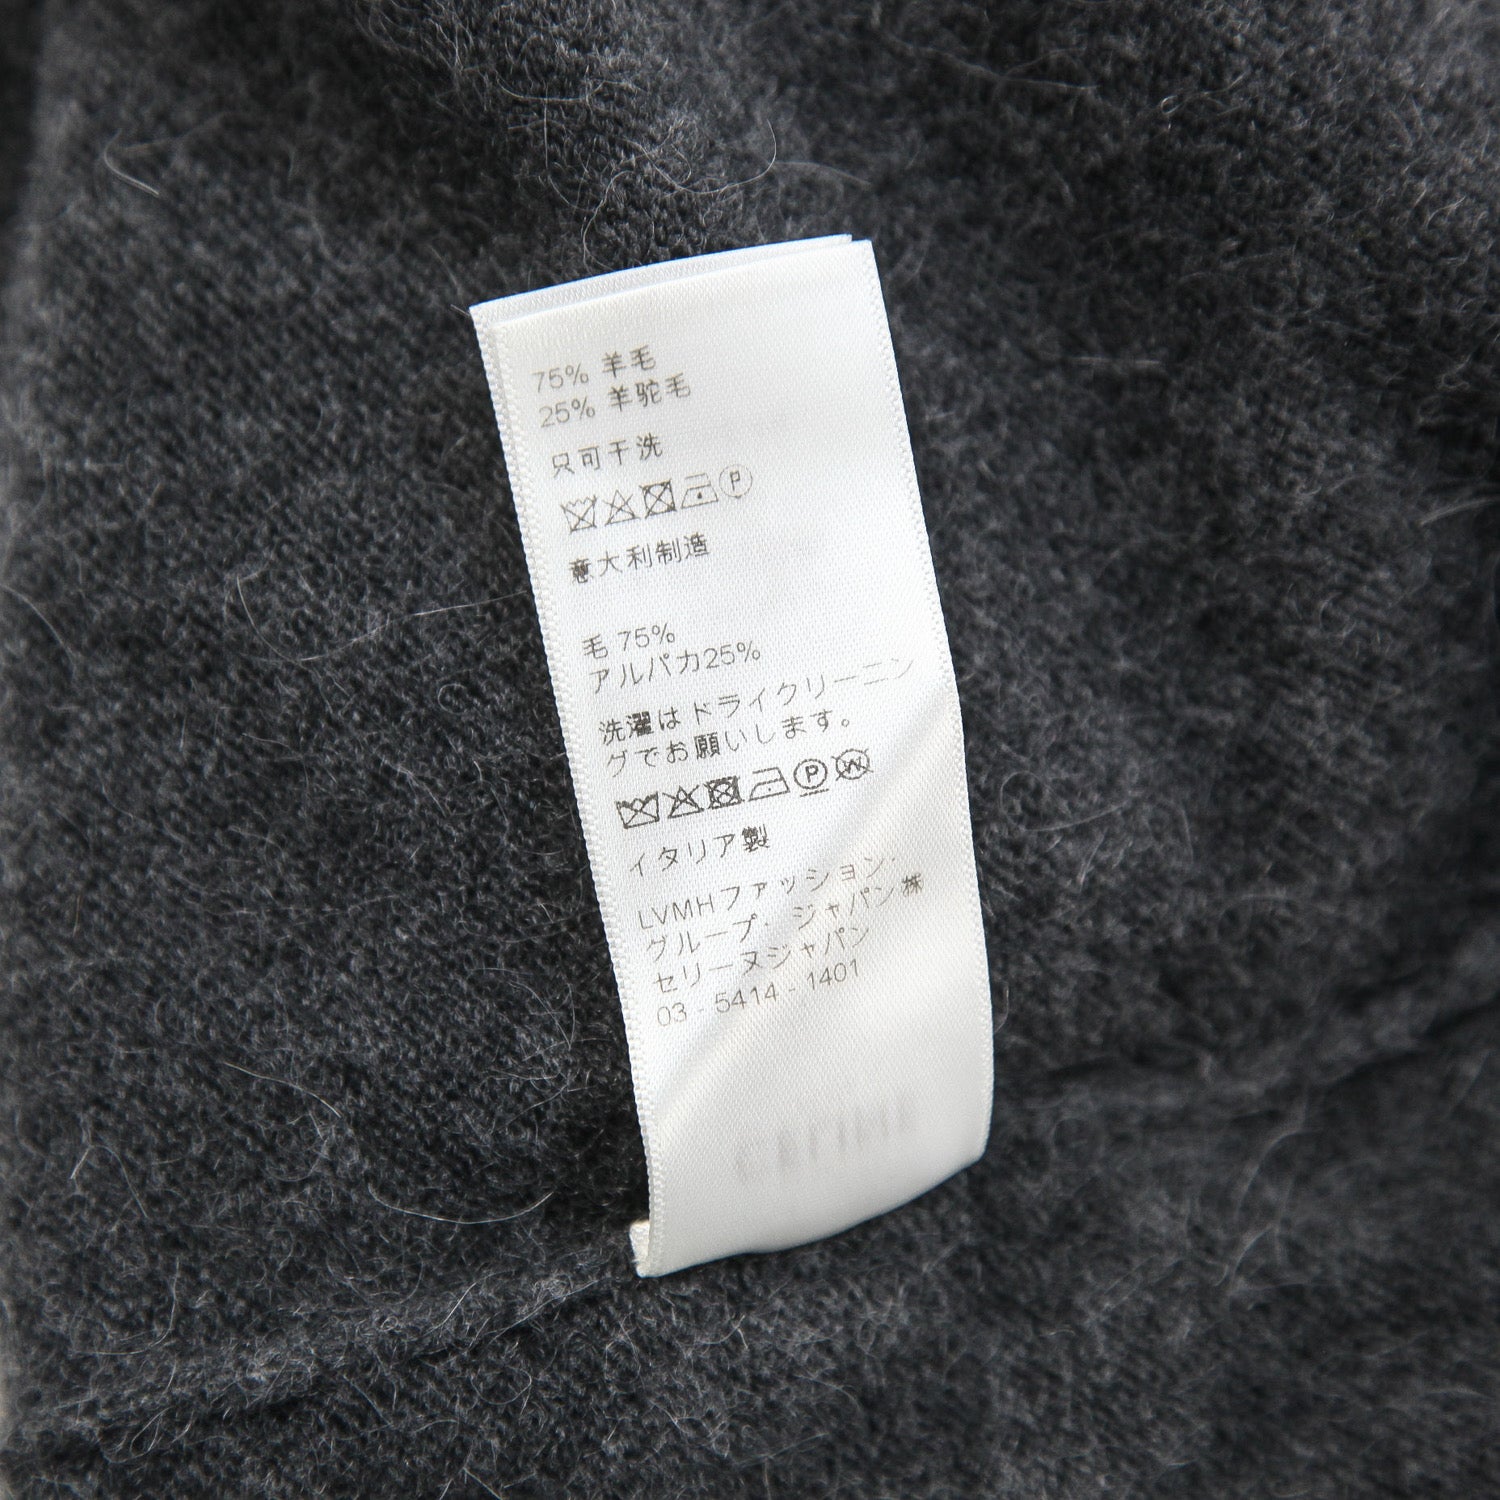 75% 羊毛
25% 羊驼毛
只可干洗
P
意大利制造
毛 75%
アルパカ25%
洗濯はドライクリーニン
グでお願いします。
P W
イタリア製
LVMHファッション·
グループ· ジャパン株
セリーヌジャパン
03 - 5414 - 1401